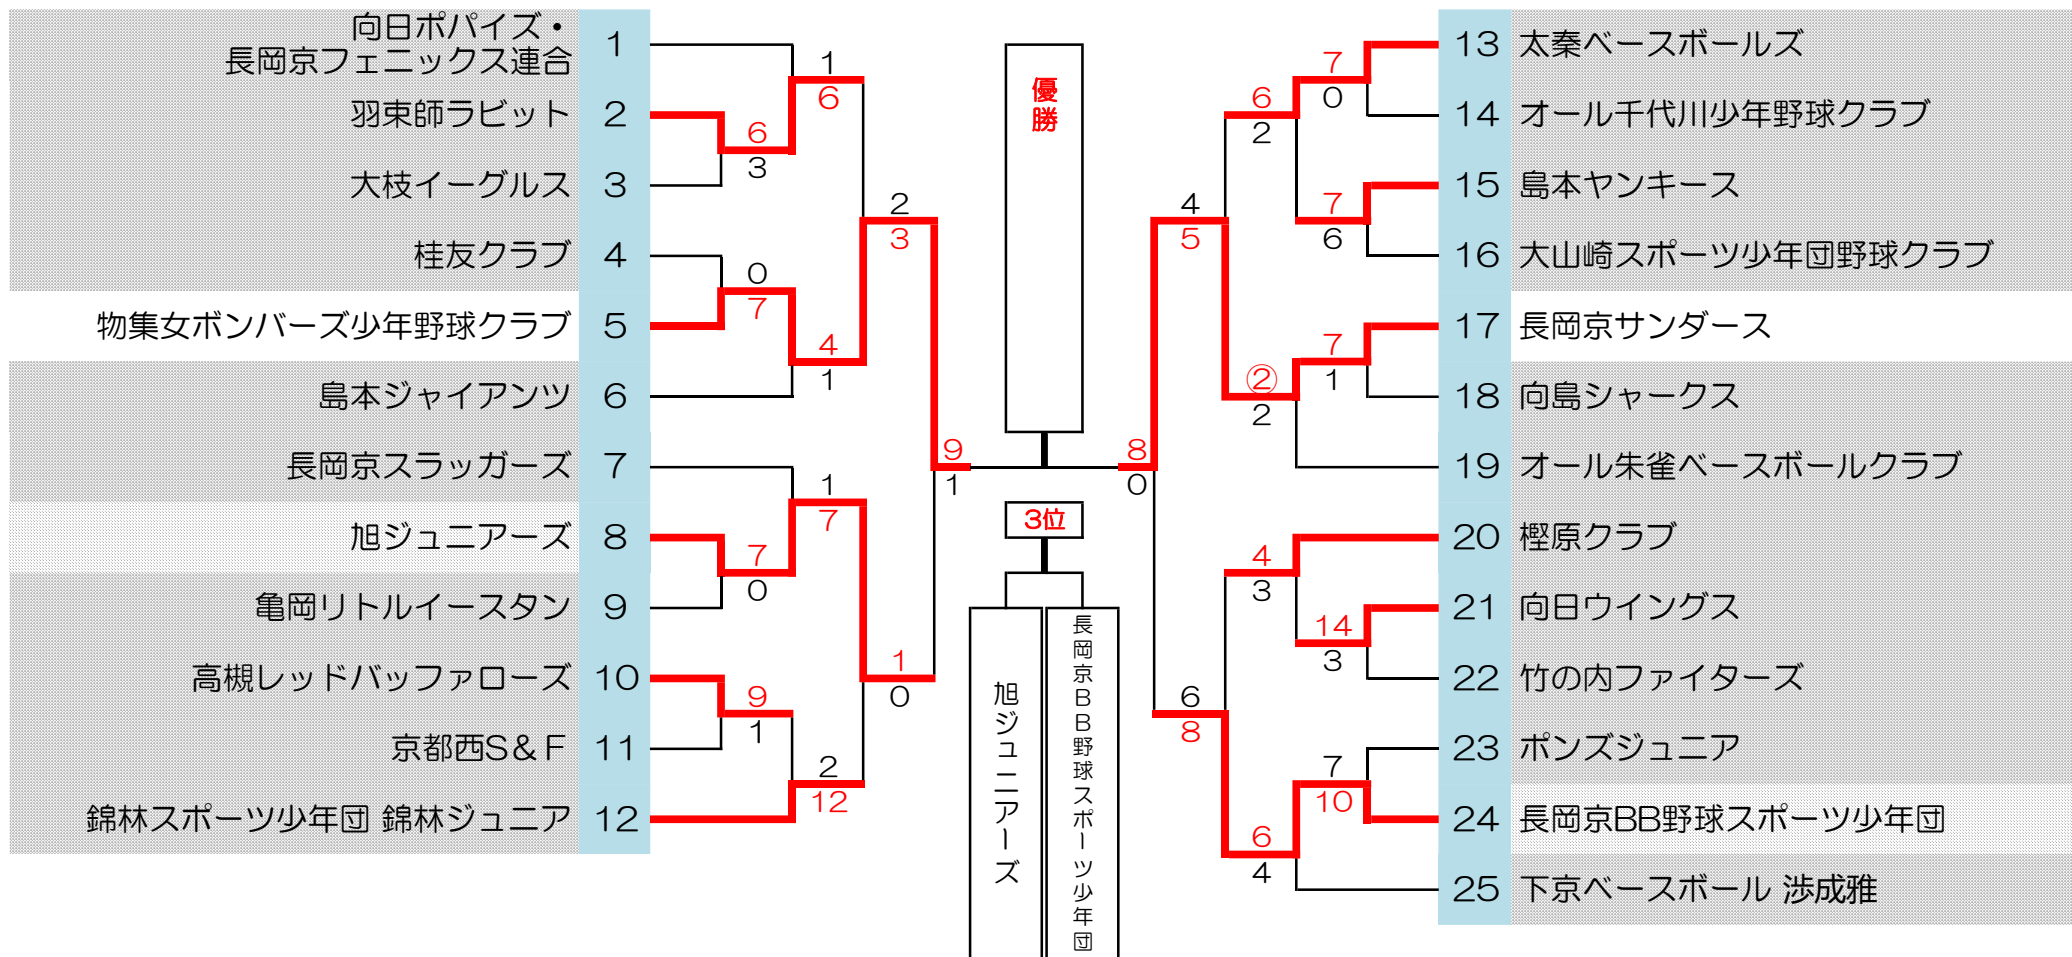 向日ポパイズ・
長岡京フェニックス連合
1
羽束師ラビット
2
大枝イーグルス
3
桂友クラブ
4
物集女ボンバーズ少年野球クラブ
5
島本ジャイアンツ
6
長岡京スラッガーズ
7
旭ジュニアーズ
8
亀岡リトルイースタン
9
高槻レッドバッファローズ
10
京都西S&F
11
錦林スポーツ少年団 錦林ジュニア
12
6
3
0
7
7
0
9
1
1
6
4
1
1
7
2
12
2
3
1
0
9
1
優勝
3位
旭ジュニアーズ
長岡京BB野球スポーツ少年団
8
0
4
5
6
8
6
2
②
2
4
3
6
4
7
0
7
6
7
1
14
3
7
10
13
太秦ベースボールズ
14
オール千代川少年野球クラブ
15
島本ヤンキース
16
大山崎スポーツ少年団野球クラブ
17
長岡京サンダース
18
向島シャークス
19
オール朱雀ベースボールクラブ
20
樫原クラブ
21
向日ウイングス
22
竹の内ファイターズ
23
ポンズジュニア
24
長岡京BB野球スポーツ少年団
25
下京ベースボール 渉成雅